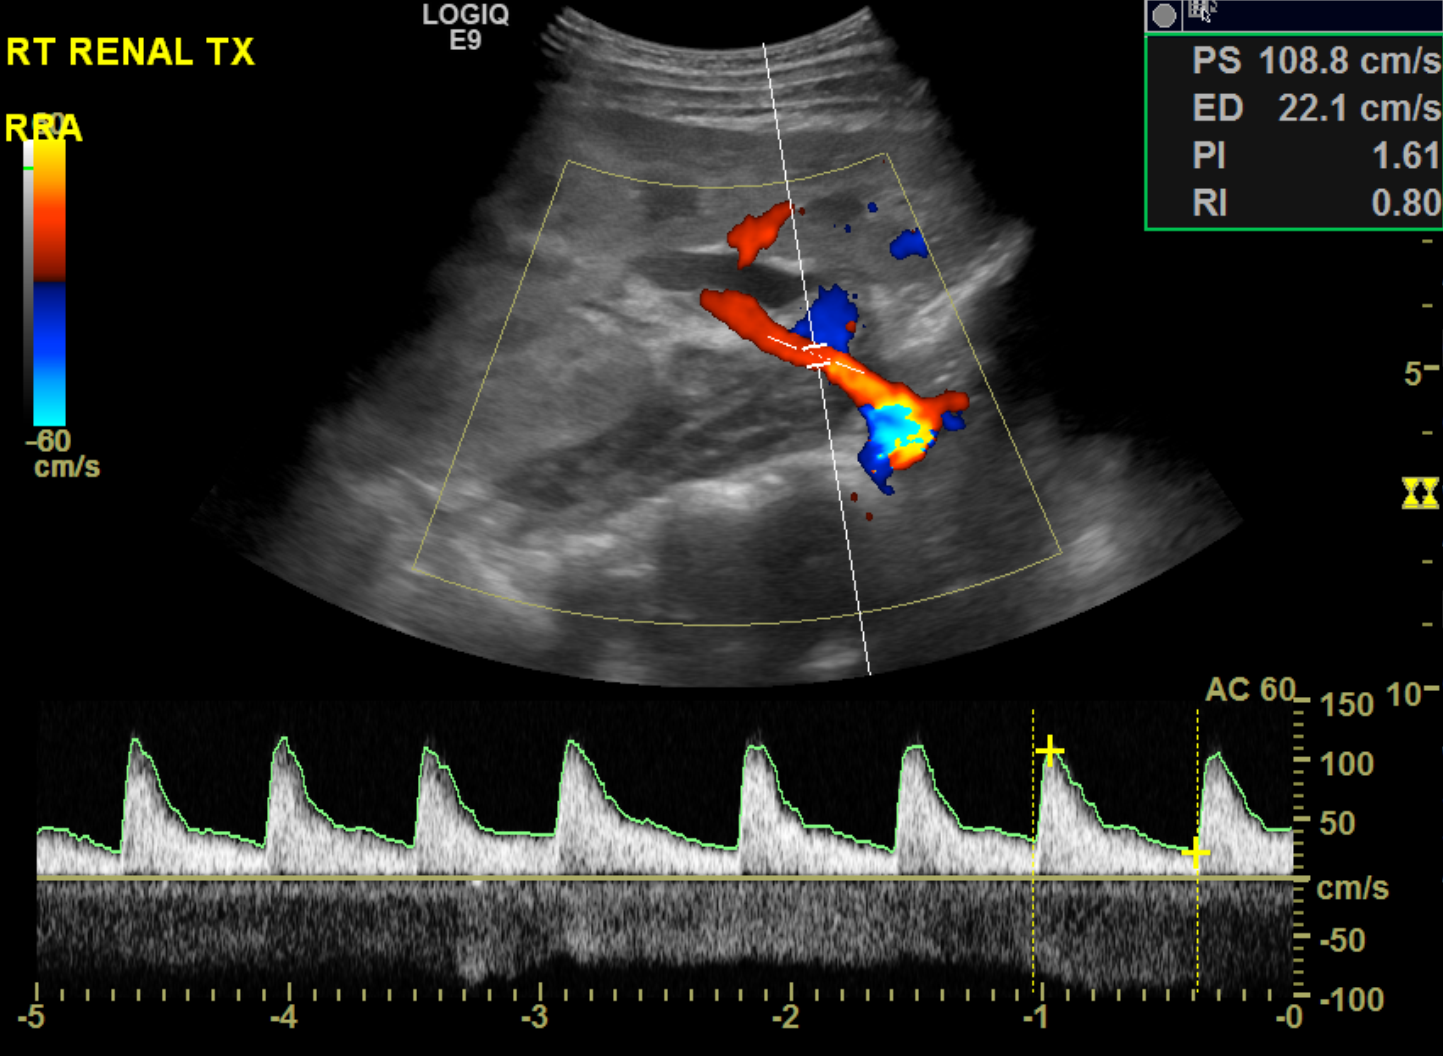 LOGIQ
E9
RT RENAL TX
RRA
-60
cm/s
PS 108.8 cm/s
ED 22.1 cm/s
PI 1.61
RI 0.80
5
10
AC 60
150
100
50
cm/s
-50
-100
-5 -4 -3 -2 -1 -0